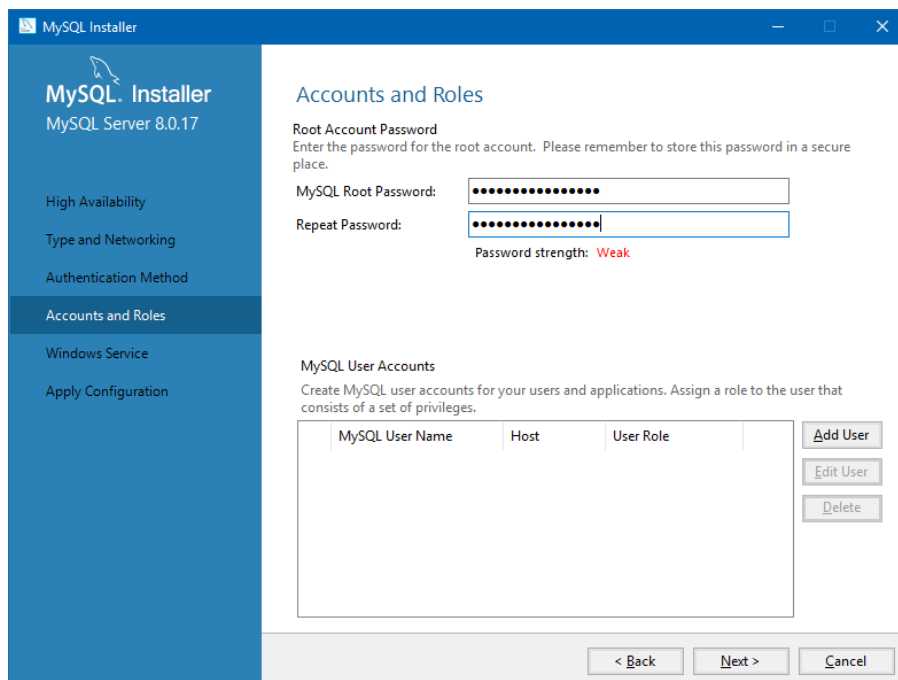 MySQL Installer
MySQL. Installer
MySQL Server 8.0.17
High Availability
Type and Networking
Authentication Method
Accounts and Roles
Windows Service
Apply Configuration
Accounts and Roles
Root Account Password
Enter the password for the root account. Please remember to store this password in a secure
place.
MySQL Root Password: ••••••••••••••••
Repeat Password: ••••••••••••••••
Password strength: Weak
MySQL User Accounts
Create MySQL user accounts for your users and applications. Assign a role to the user that
consists of a set of privileges.
MySQL User Name Host User Role
Add User
Edit User
Delete
< Back Next > Cancel